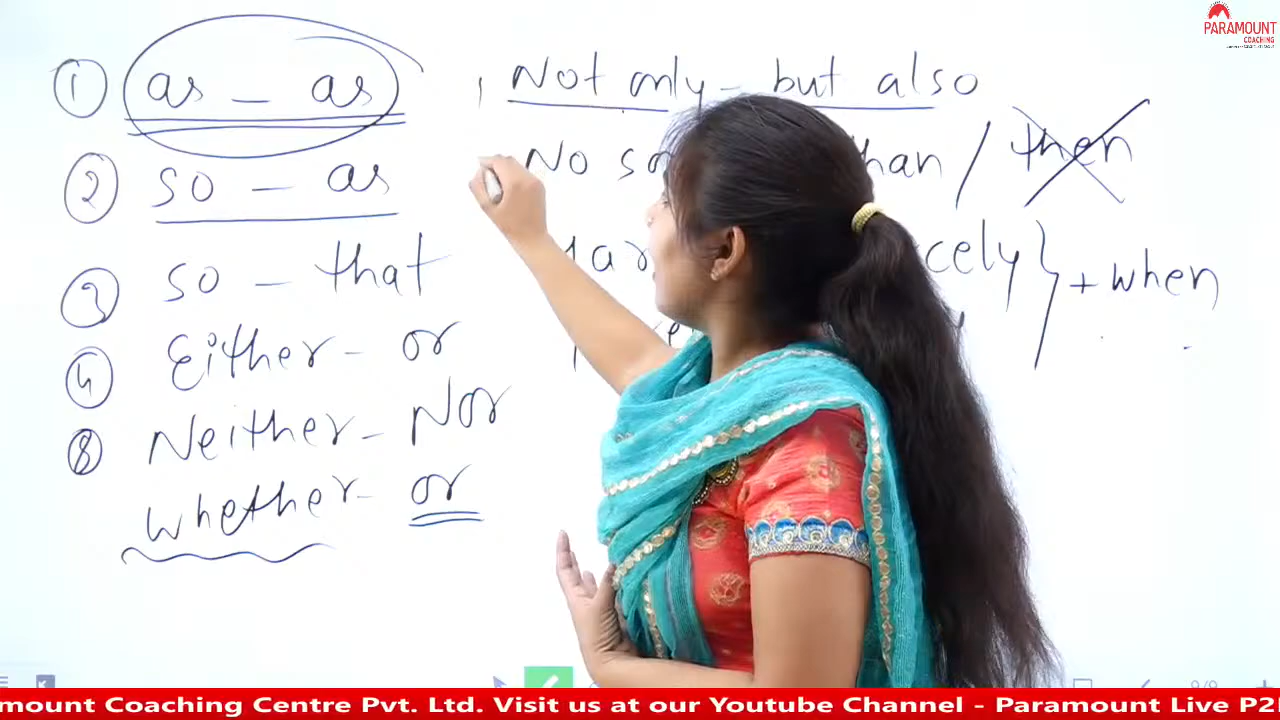 ① as - as , Not only - but also
② so - as No so than / then
③ so - that cely } + when
④ Either - or
⑧ Neither - Nor
whether - or
PARAMOUNT
COACHING
mount Coaching Centre Pvt. Ltd. Visit us at our Youtube Channel - Paramount Live P2